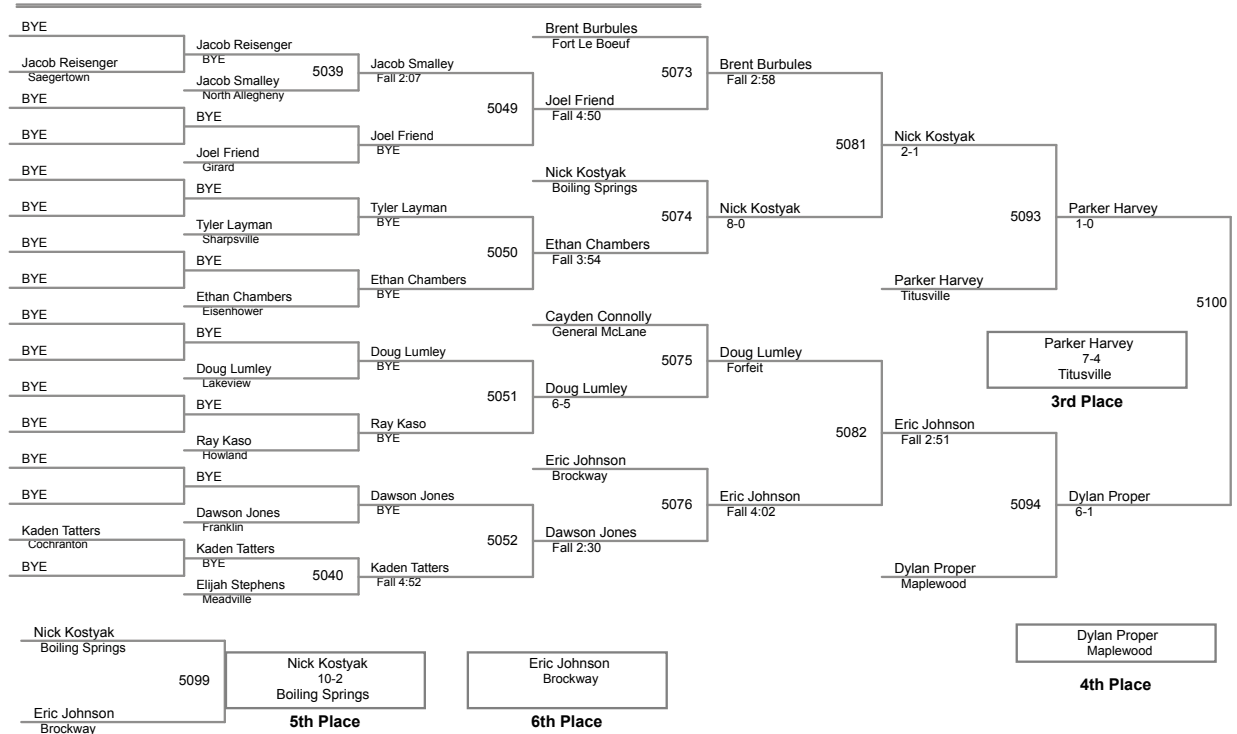 BYE
Jacob Reisenger
Saegertown
BYE
BYE
BYE
BYE
BYE
BYE
BYE
BYE
BYE
BYE
BYE
BYE
Kaden Tatters
Cochranton
BYE
Jacob Reisenger
BYE
5039
Jacob Smalley
North Allegheny
BYE
Joel Friend
Girard
BYE
Tyler Layman
Sharpsville
BYE
Ethan Chambers
Eisenhower
BYE
Doug Lumley
Lakeview
BYE
Ray Kaso
Howland
BYE
Dawson Jones
Franklin
Kaden Tatters
BYE
5040
Elijah Stephens
Meadville
Jacob Smalley
Fall 2:07
5049
Joel Friend
BYE
Tyler Layman
BYE
5050
Ethan Chambers
BYE
Doug Lumley
BYE
5051
Ray Kaso
BYE
Dawson Jones
BYE
5052
Kaden Tatters
Fall 4:52
Brent Burbules
Fort Le Boeuf
5073
Joel Friend
Fall 4:50
Nick Kostyak
Boiling Springs
5074
Ethan Chambers
Fall 3:54
Cayden Connolly
General McLane
5075
Doug Lumley
6-5
Eric Johnson
Brockway
5076
Dawson Jones
Fall 2:30
Brent Burbules
Fall 2:58
5081
Nick Kostyak
8-0
Doug Lumley
Forfeit
5082
Eric Johnson
Fall 4:02
Nick Kostyak
2-1
5093
Parker Harvey
Titusville
Eric Johnson
Fall 2:51
5094
Dylan Proper
Maplewood
Parker Harvey
1-0
5100
Dylan Proper
6-1
Parker Harvey
7-4
Titusville
3rd Place
Nick Kostyak
Boiling Springs
5099
Eric Johnson
Brockway
Nick Kostyak
10-2
Boiling Springs
5th Place
Eric Johnson
Brockway
6th Place
Dylan Proper
Maplewood
4th Place